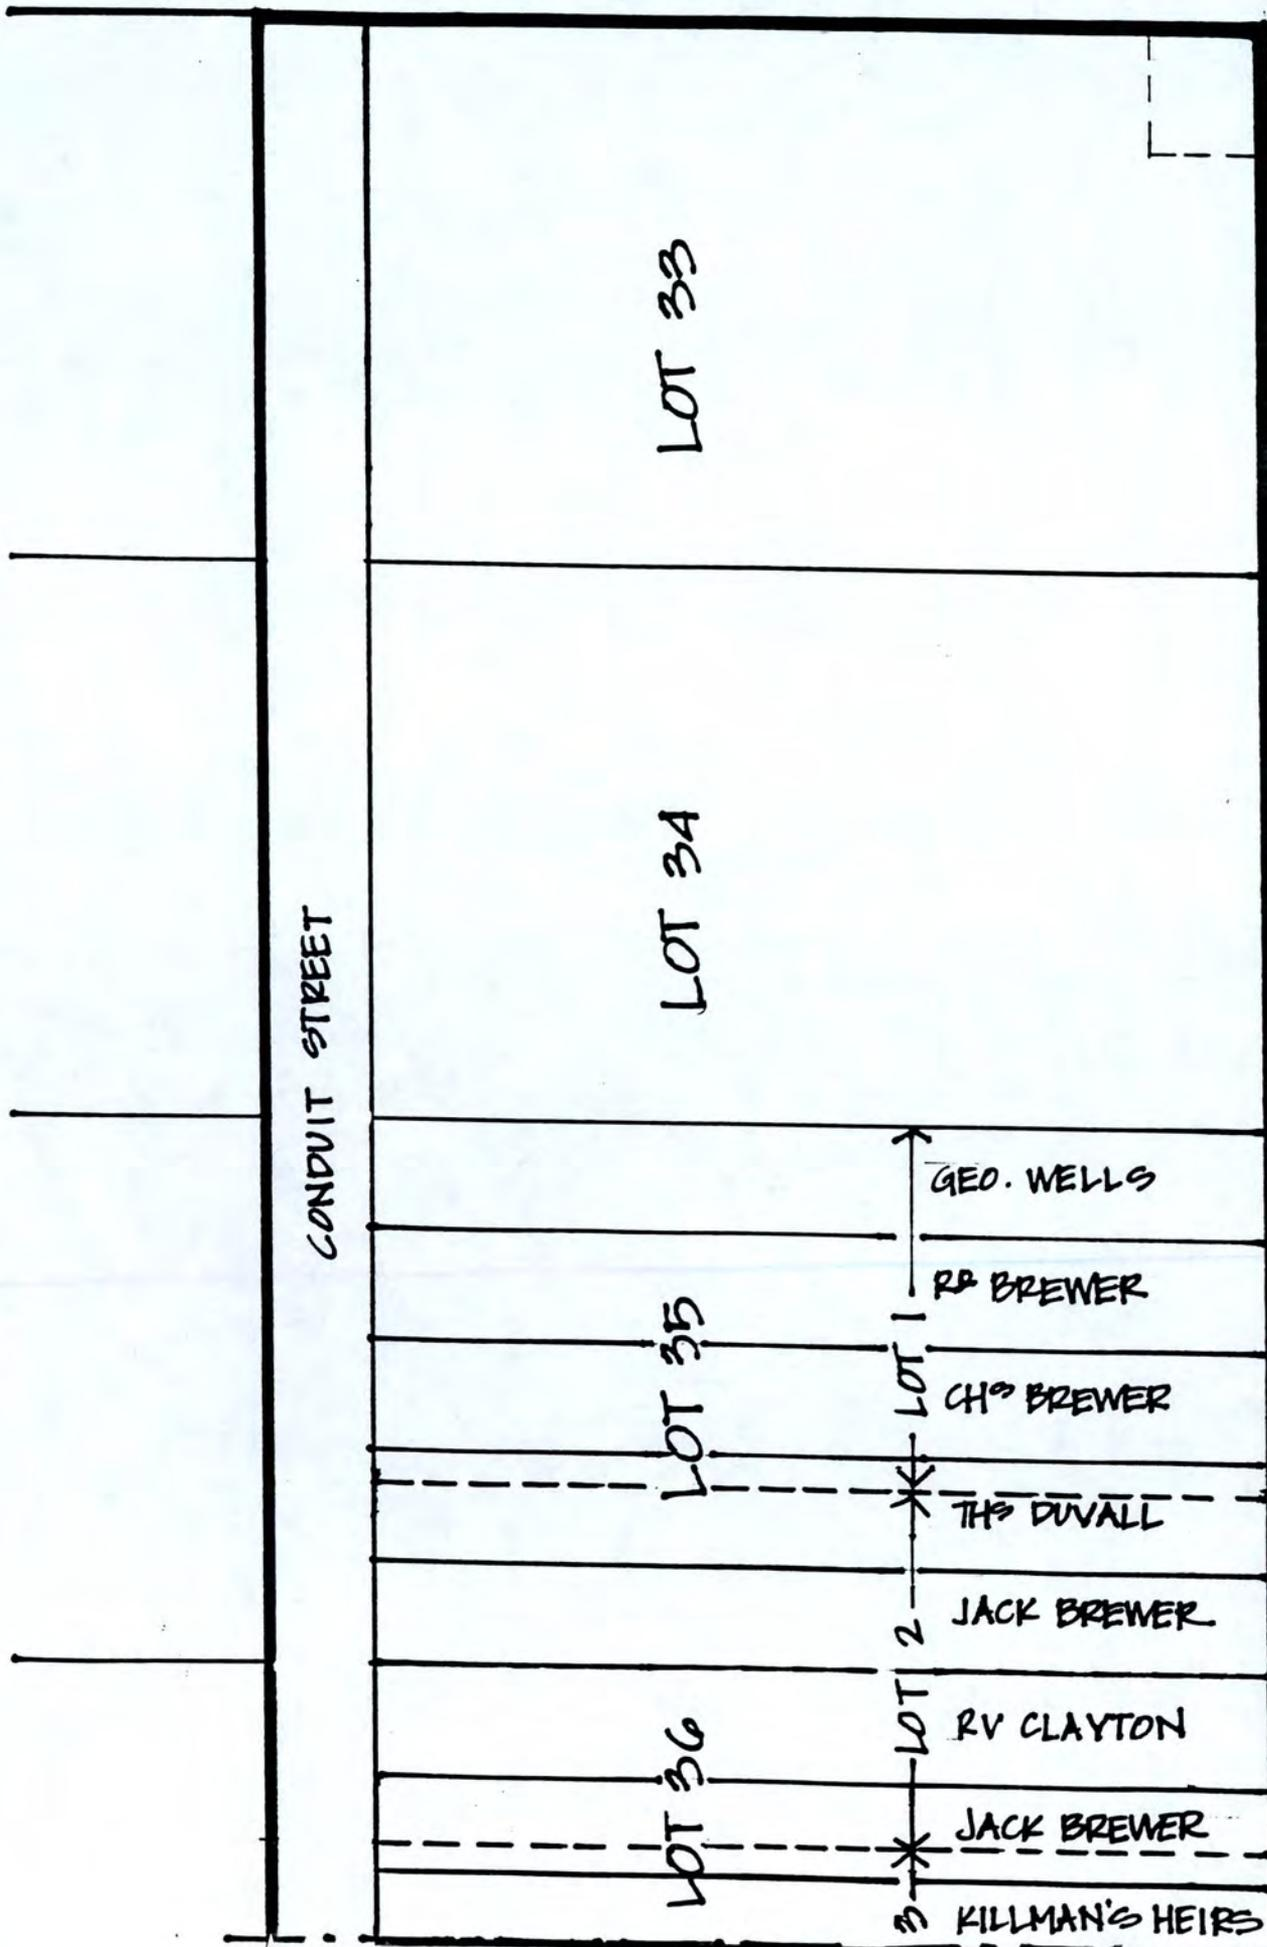 CONDUIT STREET
LOT 33
LOT 34
LOT 35
LOT 36
LOT 1
LOT 2
3
GEO. WELLS
RR BREWER
CHS BREWER
THS DUVALL
JACK BREWER
RV CLAYTON
JACK BREWER
KILLMAN'S HEIRS